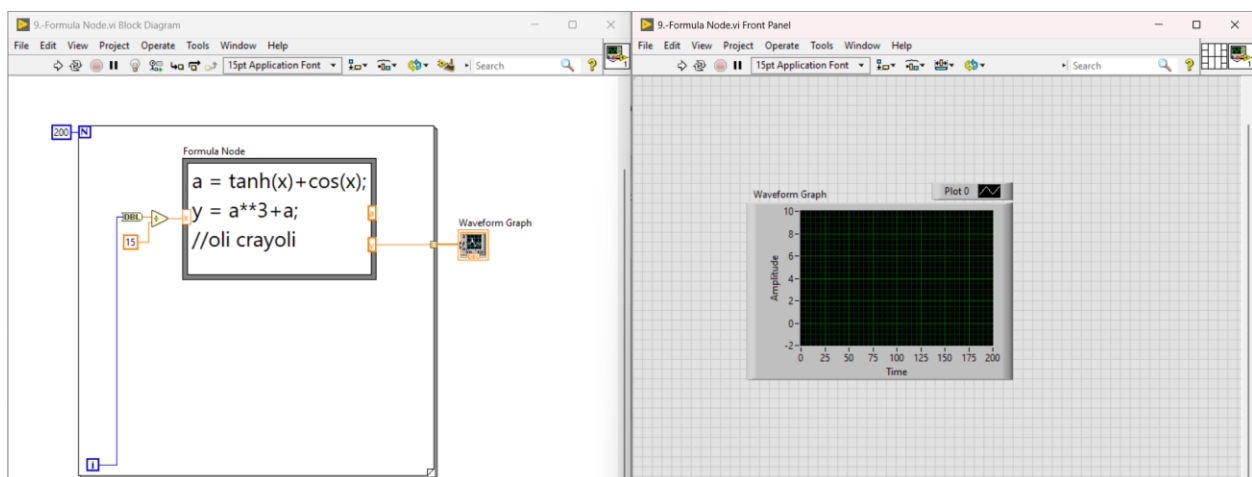 9.-Formula Node.vi Block Diagram
File Edit View Project Operate Tools Window Help
15pt Application Font
Search
200
N
Formula Node
a = tanh(x)+cos(x);
y = a**3+a;
//oli crayoli
DBL
15
x
a
y
Waveform Graph
i
9.-Formula Node.vi Front Panel
File Edit View Project Operate Tools Window Help
15pt Application Font
Search
1
Waveform Graph
Plot 0
Amplitude
10
8
6
4
2
0
-2
0 25 50 75 100 125 150 175 200
Time